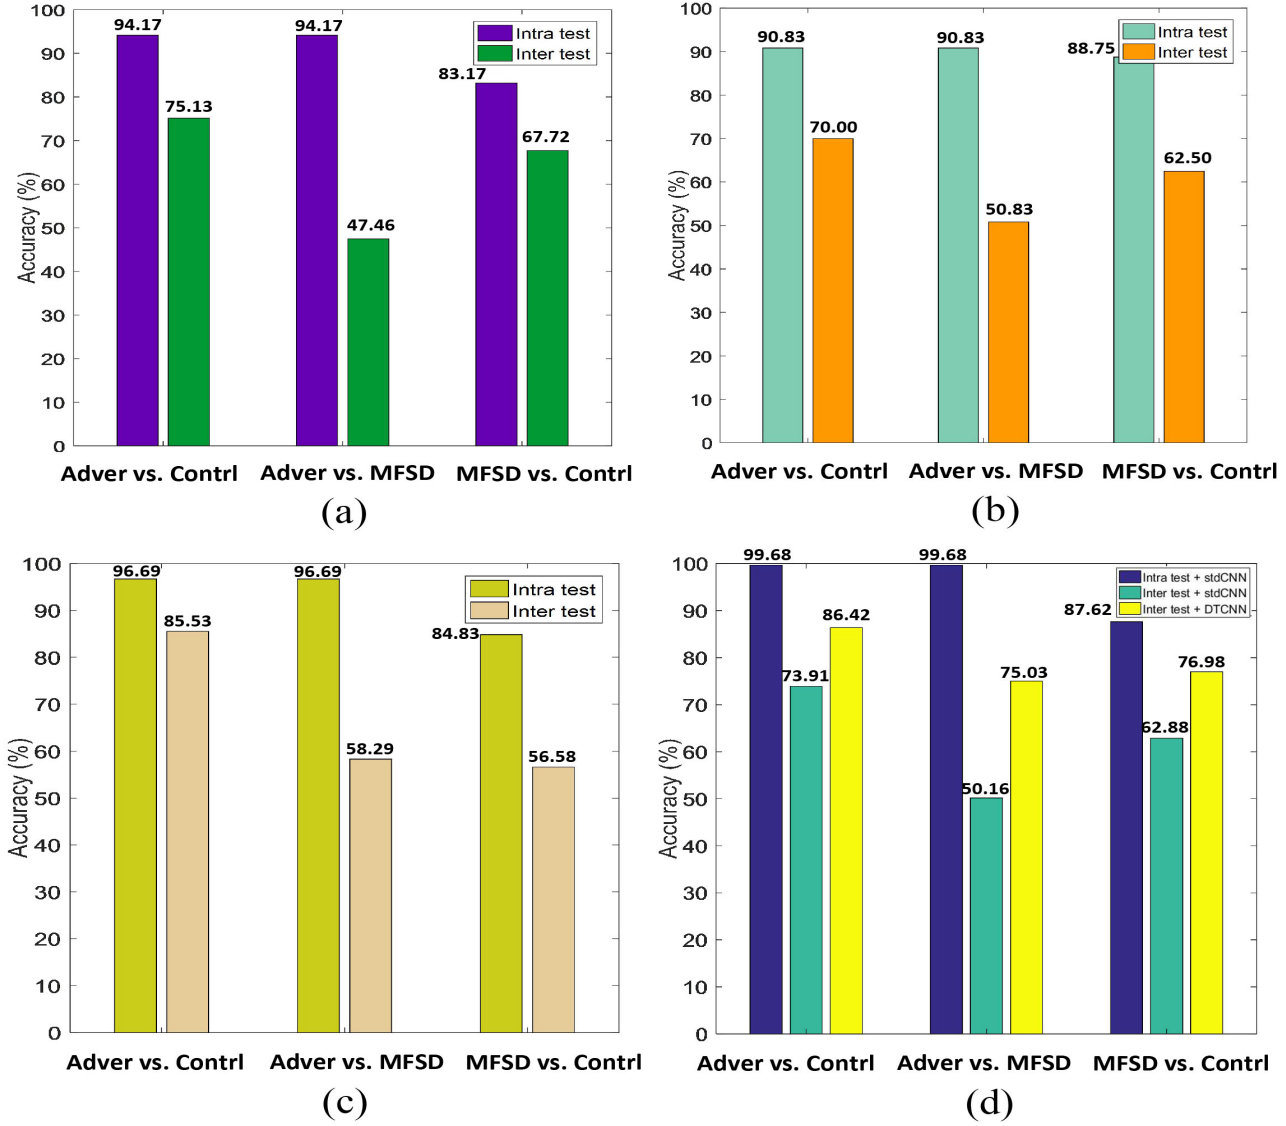 100
90
80
70
60
50
40
30
20
10
0
Accuracy (%)
94.17
75.13
94.17
47.46
83.17
67.72
Intra test
Inter test
Adver vs. Contrl
Adver vs. MFSD
MFSD vs. Contrl
(a)
100
90
80
70
60
50
40
30
20
10
0
Accuracy (%)
90.83
70.00
90.83
50.83
88.75
62.50
Intra test
Inter test
Adver vs. Contrl
Adver vs. MFSD
MFSD vs. Contrl
(b)
100
90
80
70
60
50
40
30
20
10
0
Accuracy (%)
96.69
85.53
96.69
58.29
84.83
56.58
Intra test
Inter test
Adver vs. Contrl
Adver vs. MFSD
MFSD vs. Contrl
(c)
100
90
80
70
60
50
40
30
20
10
0
Accuracy (%)
99.68
73.91
86.42
99.68
50.16
75.03
87.62
62.88
76.98
Intra test + stdCNN
Inter test + stdCNN
Inter test + DTCNN
Adver vs. Contrl
Adver vs. MFSD
MFSD vs. Contrl
(d)